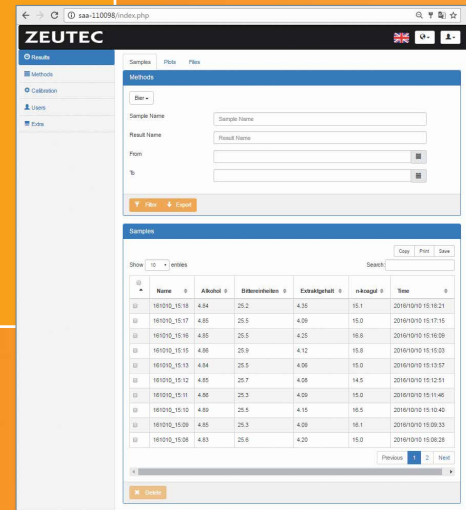 saa-110098/index.php
ZEUTEC
Results
Methods
Calibration
Users
Extra
Samples Plots Files
Methods
Bier
Sample Name Sample Name
Result Name Result Name
From
To
Filter Export
Samples
Copy Print Save
Show 10 entries Search:
Name Alkohol Bittereinheiten Extraktgehalt n-koagul Time
161010_15:18 4.84 25.2 4.35 15.1 2016/10/10 15:18:21
161010_15:17 4.85 25.5 4.09 15.0 2016/10/10 15:17:15
161010_15:16 4.85 25.5 4.25 16.8 2016/10/10 15:16:09
161010_15:15 4.86 25.9 4.12 15.8 2016/10/10 15:15:03
161010_15:13 4.84 25.5 4.06 15.0 2016/10/10 15:13:57
161010_15:12 4.85 25.7 4.08 14.5 2016/10/10 15:12:51
161010_15:11 4.86 25.3 4.09 15.0 2016/10/10 15:11:46
161010_15:10 4.89 25.5 4.15 16.5 2016/10/10 15:10:40
161010_15:09 4.85 25.3 4.09 16.1 2016/10/10 15:09:33
161010_15:08 4.83 25.6 4.20 15.0 2016/10/10 15:08:28
Previous 1 2 Next
Delete